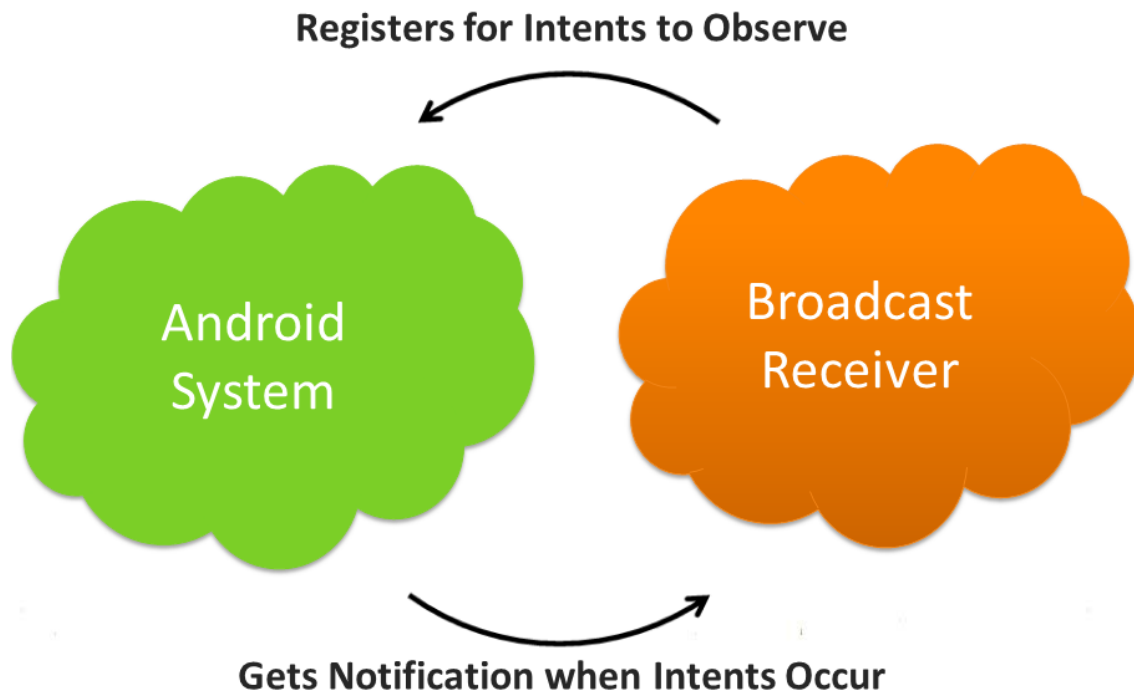 Registers for Intents to Observe
Android
System
Broadcast
Receiver
Gets Notification when Intents Occur